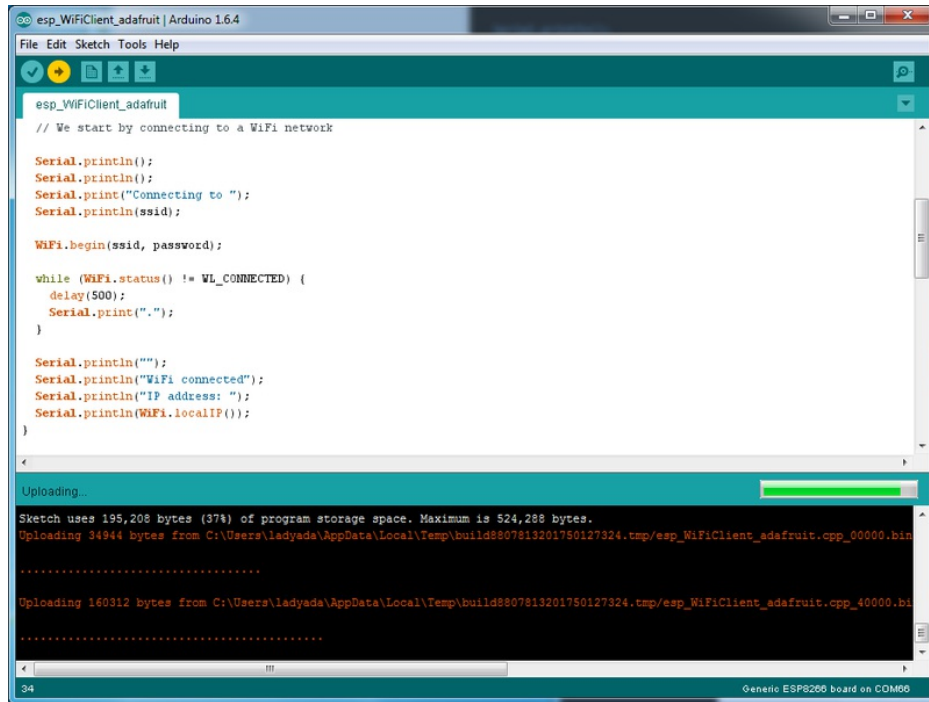 esp_WiFiClient_adafruit | Arduino 1.6.4
File Edit Sketch Tools Help
esp_WiFiClient_adafruit
// We start by connecting to a WiFi network
Serial.println();
Serial.println();
Serial.print("Connecting to ");
Serial.println(ssid);
WiFi.begin(ssid, password);
while (WiFi.status() != WL_CONNECTED) {
delay(500);
Serial.print(".");
}
Serial.println("");
Serial.println("WiFi connected");
Serial.println("IP address: ");
Serial.println(WiFi.localIP());
}
Uploading...
Sketch uses 195,208 bytes (37%) of program storage space. Maximum is 524,288 bytes.
Uploading 34944 bytes from C:\Users\ladyada\AppData\Local\Temp\build8807813201750127324.tmp/esp_WiFiClient_adafruit.cpp_00000.bin
...................................
Uploading 160312 bytes from C:\Users\ladyada\AppData\Local\Temp\build8807813201750127324.tmp/esp_WiFiClient_adafruit.cpp_40000.bi
............................................
34 Generic ESP8266 board on COM66